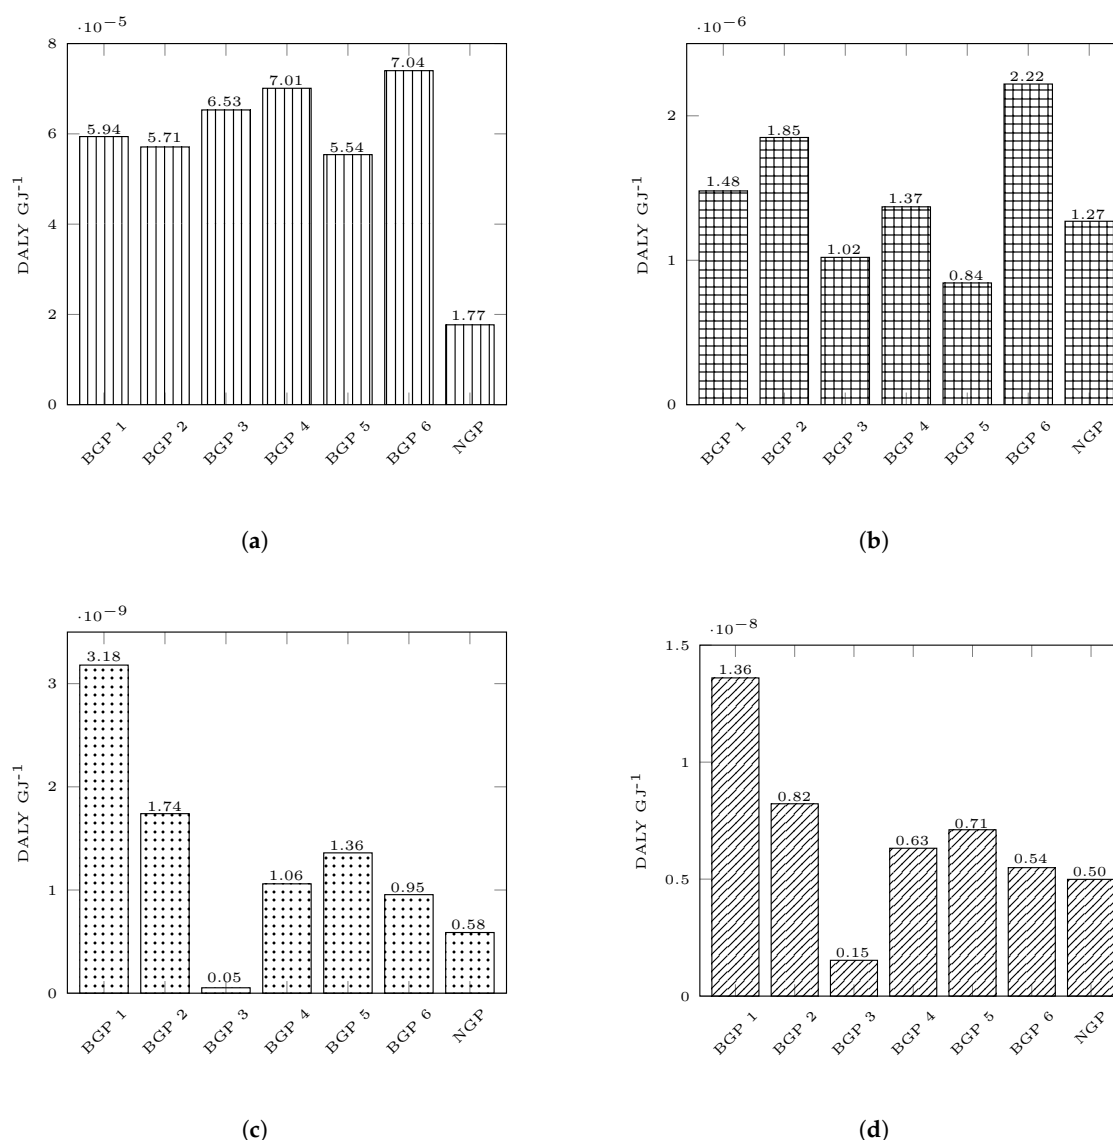 ·10−5
8
6
4
2
0
DALY GJ-1
5.94
5.71
6.53
7.01
5.54
7.04
1.77
BGP 1
BGP 2
BGP 3
BGP 4
BGP 5
BGP 6
NGP
(a)
·10−6
2
1
0
DALY GJ-1
1.48
1.85
1.02
1.37
0.84
2.22
1.27
BGP 1
BGP 2
BGP 3
BGP 4
BGP 5
BGP 6
NGP
(b)
·10−9
3
2
1
0
DALY GJ-1
3.18
1.74
0.05
1.06
1.36
0.95
0.58
BGP 1
BGP 2
BGP 3
BGP 4
BGP 5
BGP 6
NGP
(c)
·10−8
1.5
1
0.5
0
DALY GJ-1
1.36
0.82
0.15
0.63
0.71
0.54
0.50
BGP 1
BGP 2
BGP 3
BGP 4
BGP 5
BGP 6
NGP
(d)